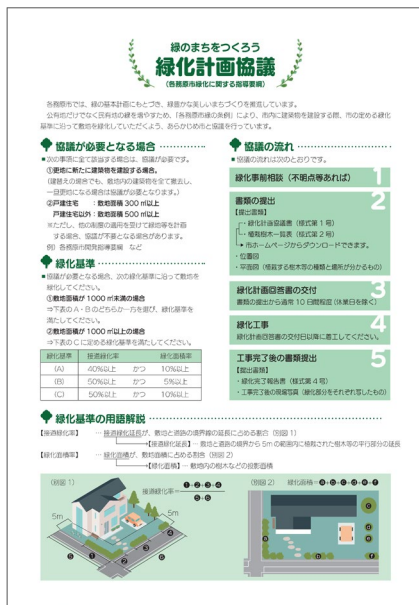 緑のまちをつくろう
緑化計画協議
(各務原市緑化に関する指導要綱)
各務原市では、緑の基本計画にもとづき、緑豊かな美しいまちづくりを推進しています。
公有地だけでなく民有地の緑を増やすため、「各務原市緑の条例」により、市内に建築物を建設する際、市の定める緑化
基準に沿って敷地を緑化していただくよう、あらかじめ市と協議を行っています。
協議が必要となる場合
■次の事項に全て該当する場合は、協議が必要です。
①更地に新たに建築物を建設する場合。
(建替えの場合でも、敷地内の建築物を全て撤去し、
一旦更地になる場合は協議が必要となります。)
②戸建住宅 :敷地面積 300 ㎡以上
戸建住宅以外:敷地面積 500 ㎡以上
※ただし、他の制度の適用を受けて緑地等を計画
する場合、協議が不要となる場合があります。
例)各務原市開発指導要綱 など
緑化基準
■協議が必要となる場合、次の緑化基準に沿って敷地を
緑化してください。
①敷地面積が 1000 ㎡未満の場合
⇒下表のA・Bのどちらか一方を選び、緑化基準を
満たしてください。
②敷地面積が 1000 ㎡以上の場合
⇒下表のCに定める緑化基準を満たしてください。
緑化基準 接道緑化率 緑化面積率
(A) 40%以上 かつ 10%以上
(B) 50%以上 かつ 5%以上
(C) 50%以上 かつ 10%以上
協議の流れ
■協議の流れは次のとおりです。
緑化事前相談(不明点等あれば) 1
書類の提出 2
【提出書類】
・緑化計画協議書(様式第1号)
・植栽樹木一覧表(様式第2号)
市ホームページからダウンロードできます。
・位置図
・平面図(植栽する樹木等の種類と場所が分かるもの)
緑化計画回答書の交付 3
書類の提出から通常 10 日間程度(休業日を除く)
緑化工事 4
緑化計画回答書の交付日以降に着工してください。
工事完了後の書類提出 5
【提出書類】
・緑化完了報告書(様式第4号)
・工事完了後の現場写真(緑化部分をそれぞれ写したもの)
緑化基準の用語解説
【接道緑化率】 … 接道緑化延長が、敷地と道路の境界線の延長に占める割合(別図1)
【接道緑化延長】… 敷地と道路の境界から 5m の範囲内に植栽された樹木等の平行部分の延長
【緑化面積率】 … 緑化面積が、敷地面積に占める割合(別図2)
【緑化面積】… 敷地内の樹木などの投影面積
(別図1)
接道緑化率=
❶+❷+❸+❹
❺+❻
5m
5m
❶ ❷ ❸ ❹ ❺ ❻
(別図2) 緑化面積=ⓐ+ⓑ+ⓒ+ⓓ+ⓔ+ⓕ
ⓐ ⓑ ⓒ ⓓ ⓔ ⓕ